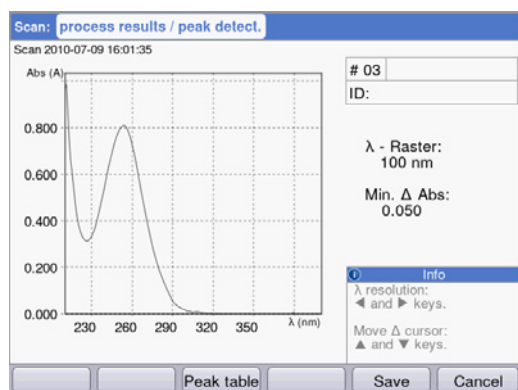 Scan: process results / peak detect.
Scan 2010-07-09 16:01:35
Abs (A)
0.800
0.600
0.400
0.200
0.000
230 260 290 320 350 λ (nm)
# 03
ID:
λ - Raster:
100 nm
Min. Δ Abs:
0.050
Info
λ resolution:
◄ and ► keys.
Move Δ cursor:
▲ and ▼ keys.
Peak table Save Cancel